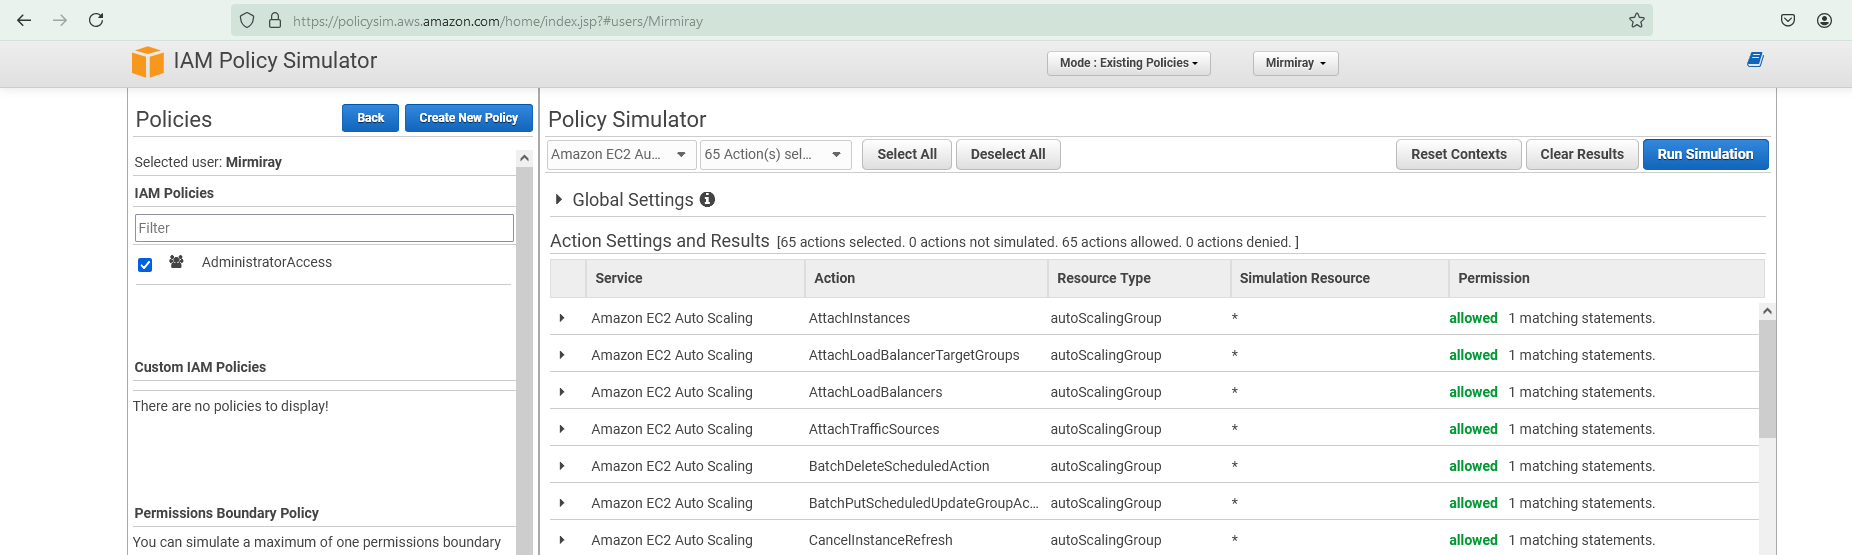 https://policysim.aws.amazon.com/home/index.jsp?#users/Mirmiray
IAM Policy Simulator
Mode : Existing Policies
Mirmiray
Policies
Back
Create New Policy
Selected user: Mirmiray
IAM Policies
Filter
AdministratorAccess
Custom IAM Policies
There are no policies to display!
Permissions Boundary Policy
You can simulate a maximum of one permissions boundary
Policy Simulator
Amazon EC2 Au...
65 Action(s) sel...
Select All
Deselect All
Reset Contexts
Clear Results
Run Simulation
Global Settings
Action Settings and Results [65 actions selected. 0 actions not simulated. 65 actions allowed. 0 actions denied. ]
Service Action Resource Type Simulation Resource Permission
Amazon EC2 Auto Scaling AttachInstances autoScalingGroup * allowed 1 matching statements.
Amazon EC2 Auto Scaling AttachLoadBalancerTargetGroups autoScalingGroup * allowed 1 matching statements.
Amazon EC2 Auto Scaling AttachLoadBalancers autoScalingGroup * allowed 1 matching statements.
Amazon EC2 Auto Scaling AttachTrafficSources autoScalingGroup * allowed 1 matching statements.
Amazon EC2 Auto Scaling BatchDeleteScheduledAction autoScalingGroup * allowed 1 matching statements.
Amazon EC2 Auto Scaling BatchPutScheduledUpdateGroupAc... autoScalingGroup * allowed 1 matching statements.
Amazon EC2 Auto Scaling CancelInstanceRefresh autoScalingGroup * allowed 1 matching statements.